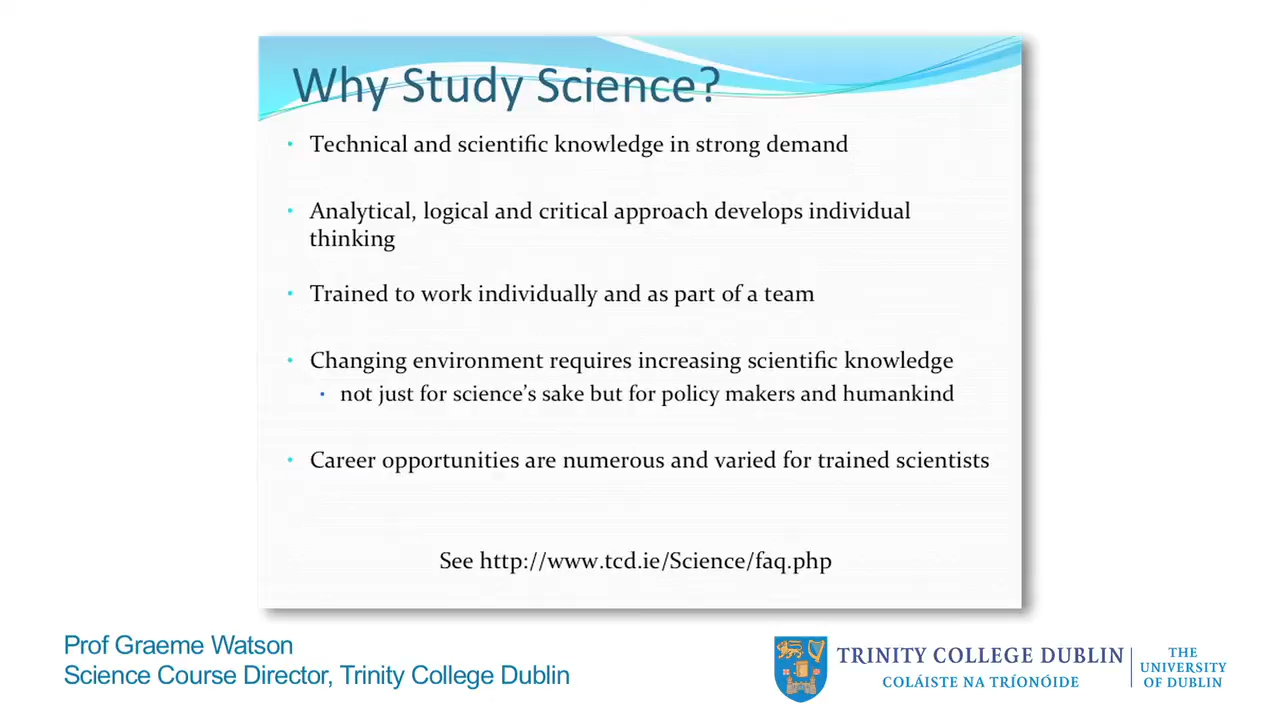 Why Study Science?
• Technical and scientific knowledge in strong demand
• Analytical, logical and critical approach develops individual
thinking
• Trained to work individually and as part of a team
• Changing environment requires increasing scientific knowledge
• not just for science's sake but for policy makers and humankind
• Career opportunities are numerous and varied for trained scientists
See http://www.tcd.ie/Science/faq.php
Prof Graeme Watson
Science Course Director, Trinity College Dublin
TRINITY COLLEGE DUBLIN
COLÁISTE NA TRÍONÓIDE
THE
UNIVERSITY
OF DUBLIN